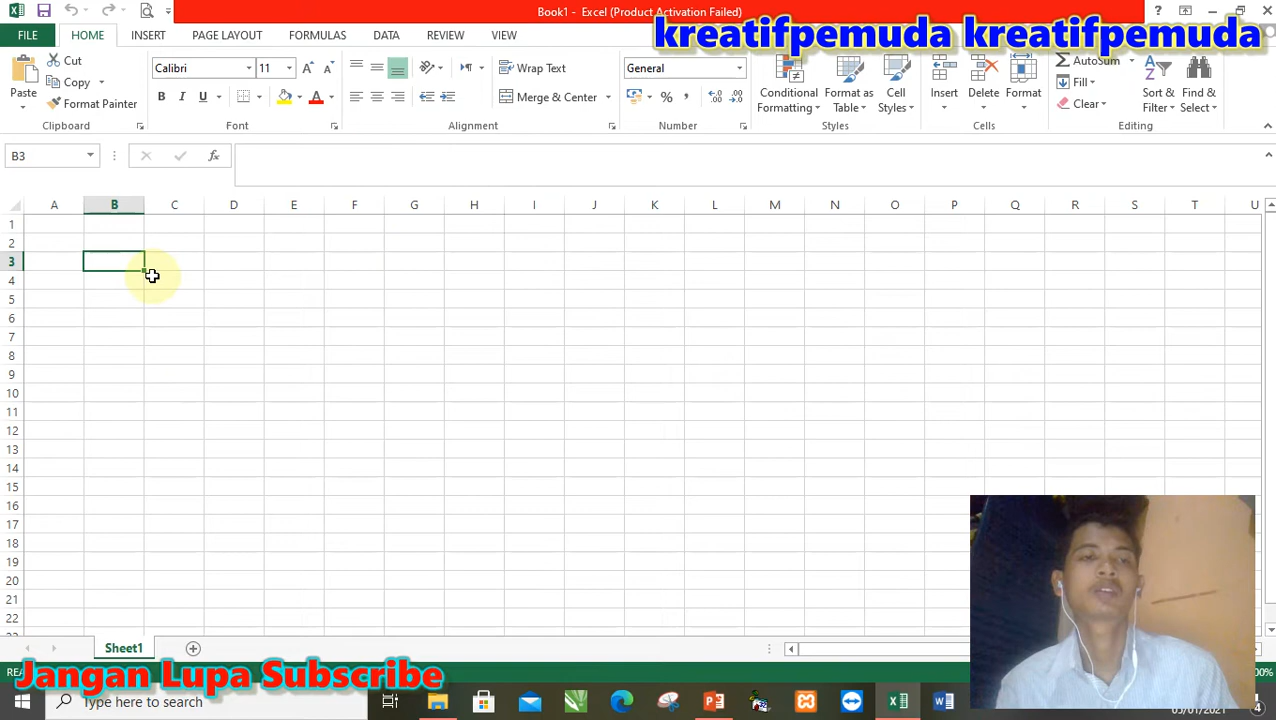 Book1 - Excel (Product Activation Failed)
kreatifpemuda kreatifpemuda
FILE HOME INSERT PAGE LAYOUT FORMULAS DATA REVIEW VIEW
Paste
Cut
Copy
Format Painter
Calibri 11
B I U
Wrap Text
Merge & Center
General
Conditional Formatting
Format as Table
Cell Styles
Insert
Delete
Format
AutoSum
Fill
Clear
Sort & Filter
Find & Select
Clipboard Font Alignment Number Styles Cells Editing
B3
fx
A B C D E F G H I J K L M N O P Q R S T U
1
2
3
4
5
6
7
8
9
10
11
12
13
14
15
16
17
18
19
20
21
22
Sheet1
Jangan Lupa Subscribe
Type here to search